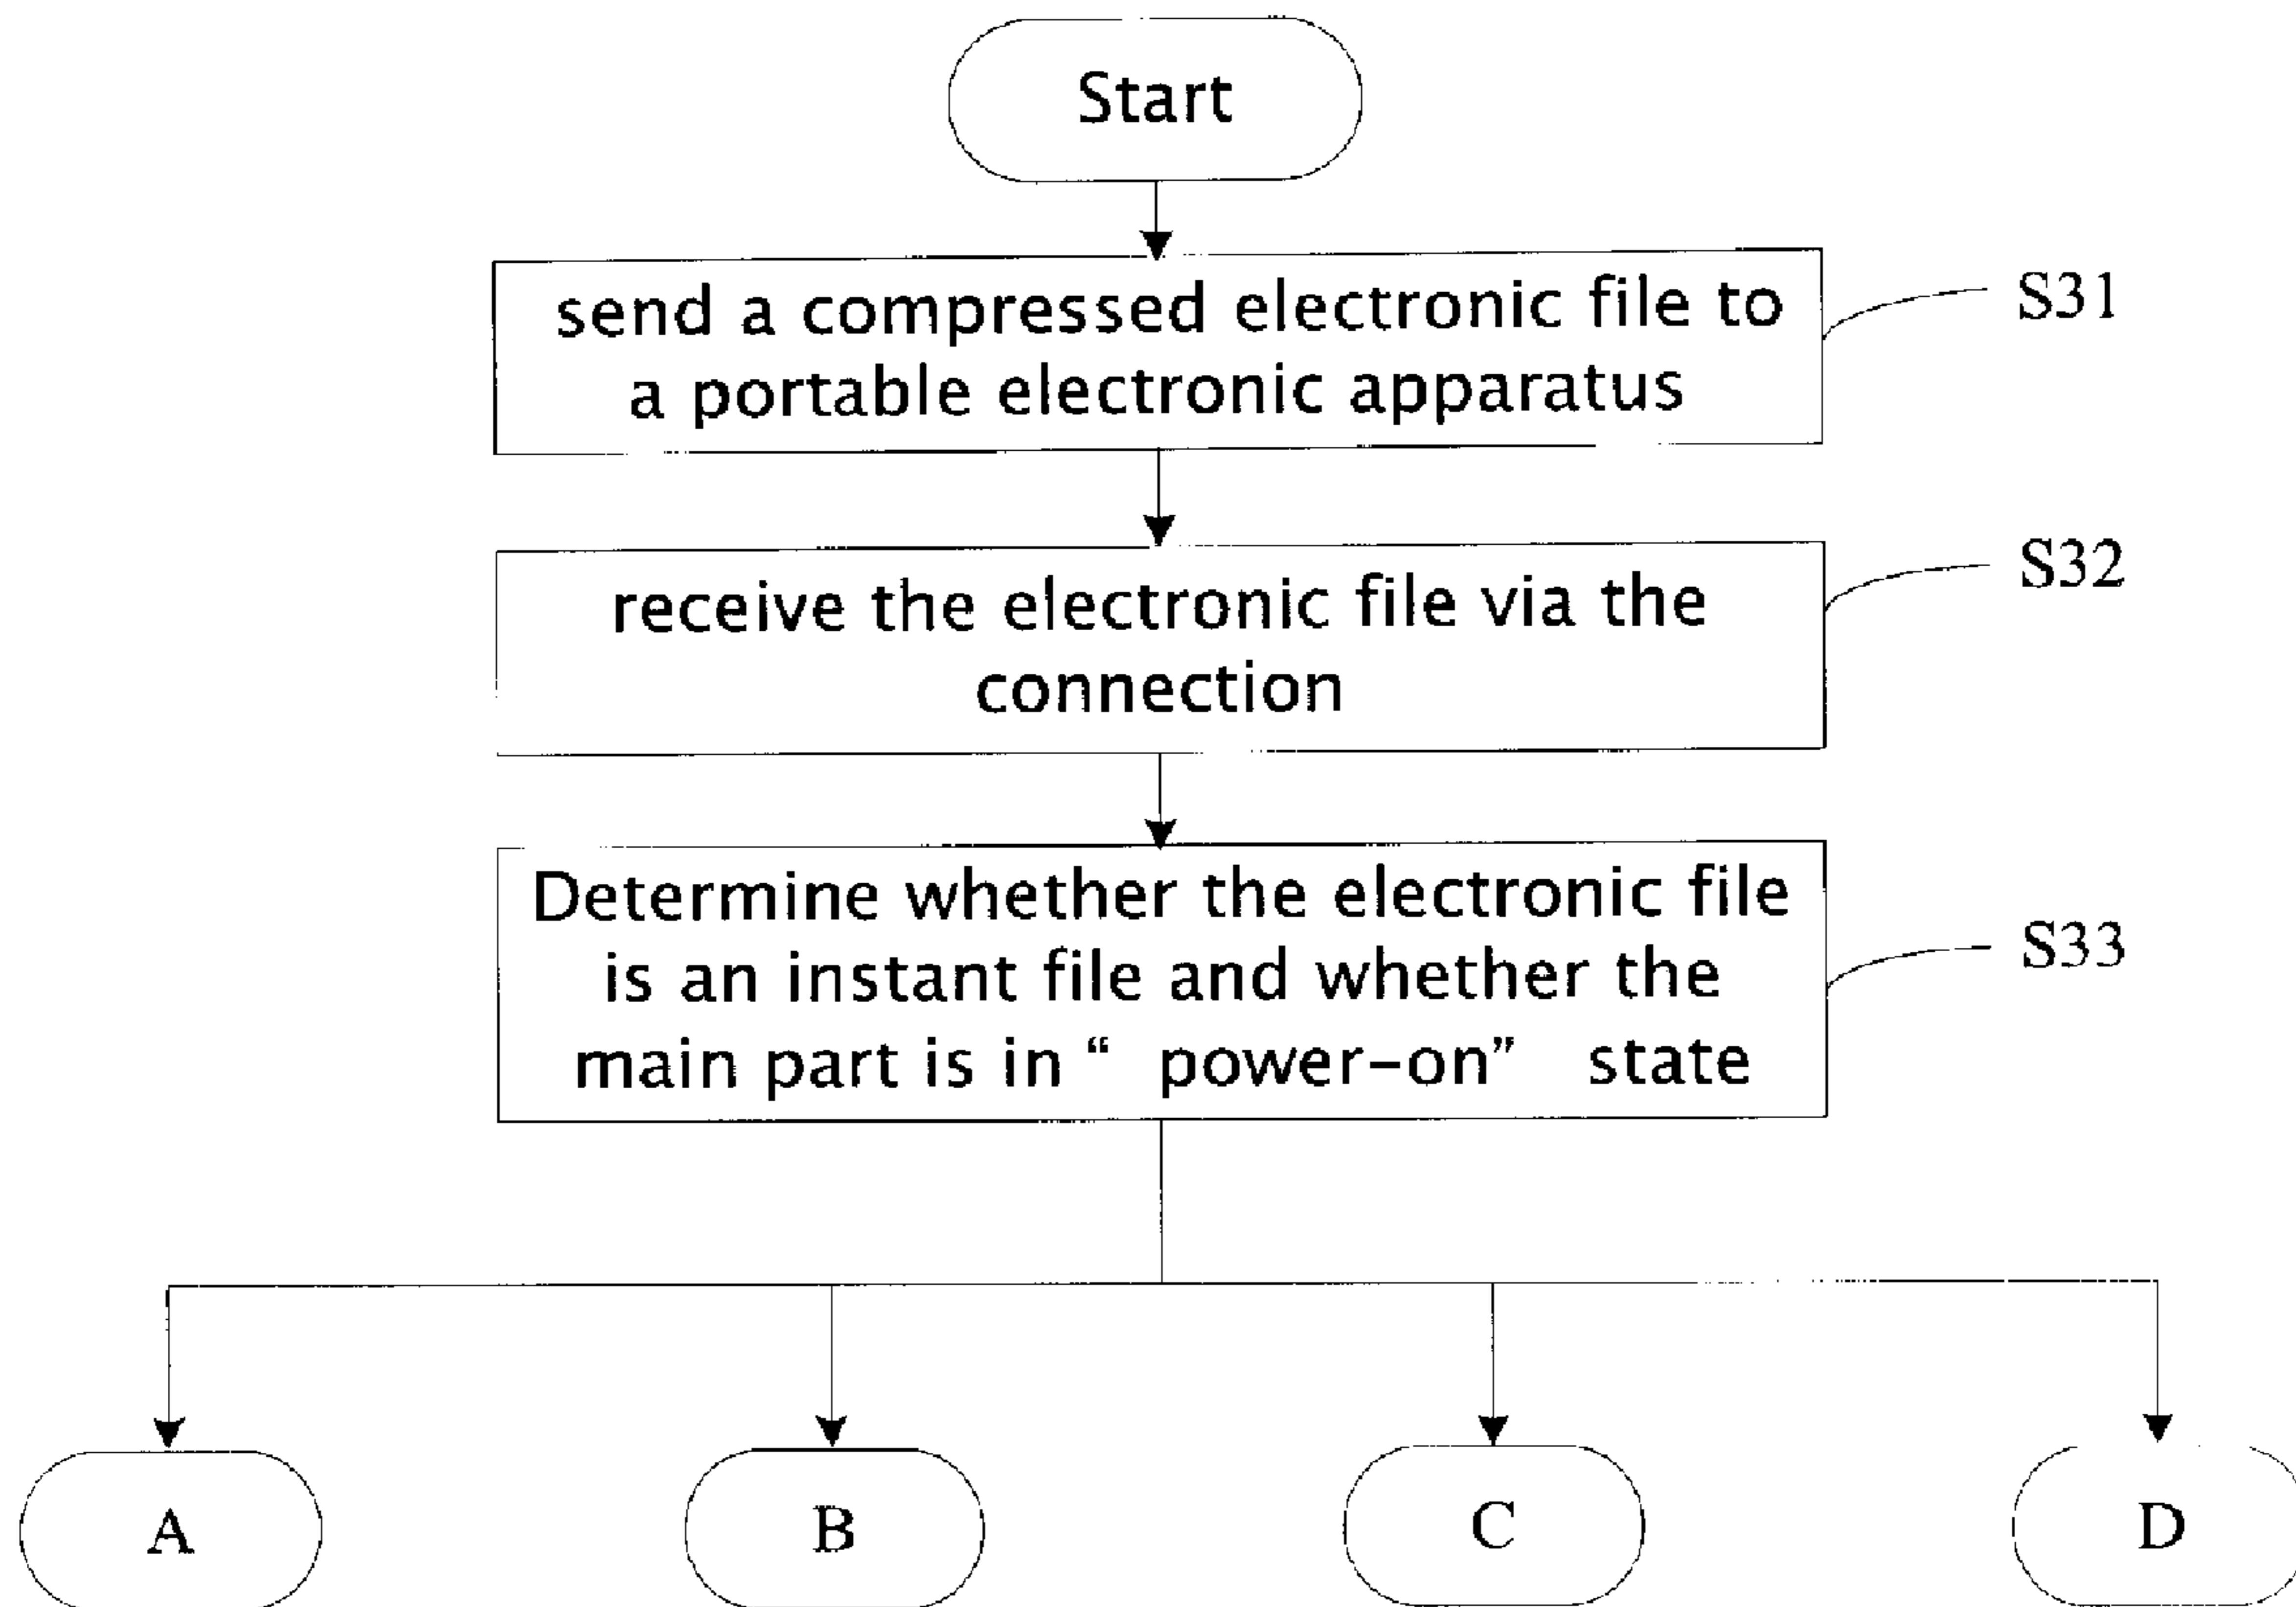 Start
send a compressed electronic file to
a portable electronic apparatus
S31
receive the electronic file via the
connection
S32
Determine whether the electronic file
is an instant file and whether the
main part is in “ power-on” state
S33
A
B
C
D